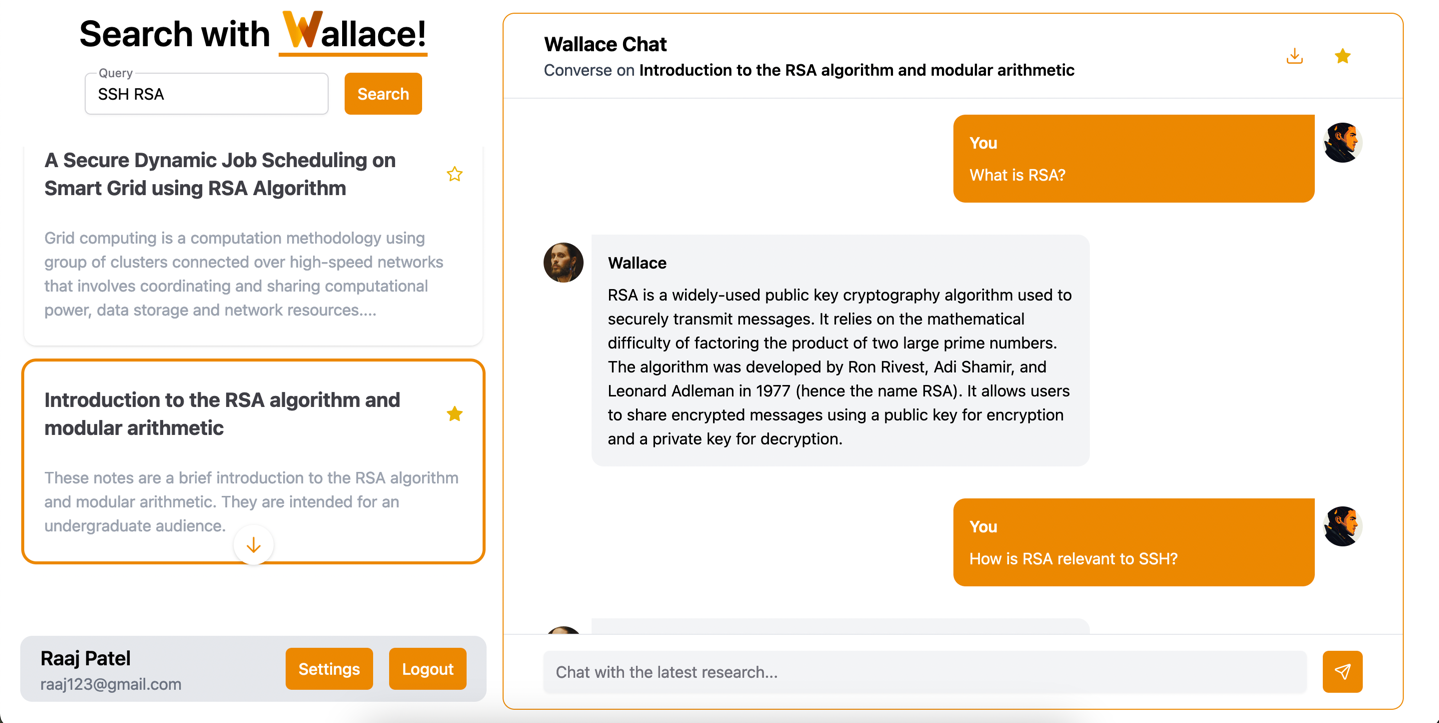 Search with Wallace!
Query
SSH RSA
Search
A Secure Dynamic Job Scheduling on
Smart Grid using RSA Algorithm
Grid computing is a computation methodology using
group of clusters connected over high-speed networks
that involves coordinating and sharing computational
power, data storage and network resources....
Introduction to the RSA algorithm and
modular arithmetic
These notes are a brief introduction to the RSA algorithm
and modular arithmetic. They are intended for an
undergraduate audience.
Raaj Patel
raaj123@gmail.com
Settings
Logout
Wallace Chat
Converse on Introduction to the RSA algorithm and modular arithmetic
You
What is RSA?
Wallace
RSA is a widely-used public key cryptography algorithm used to
securely transmit messages. It relies on the mathematical
difficulty of factoring the product of two large prime numbers.
The algorithm was developed by Ron Rivest, Adi Shamir, and
Leonard Adleman in 1977 (hence the name RSA). It allows users
to share encrypted messages using a public key for encryption
and a private key for decryption.
You
How is RSA relevant to SSH?
Chat with the latest research...